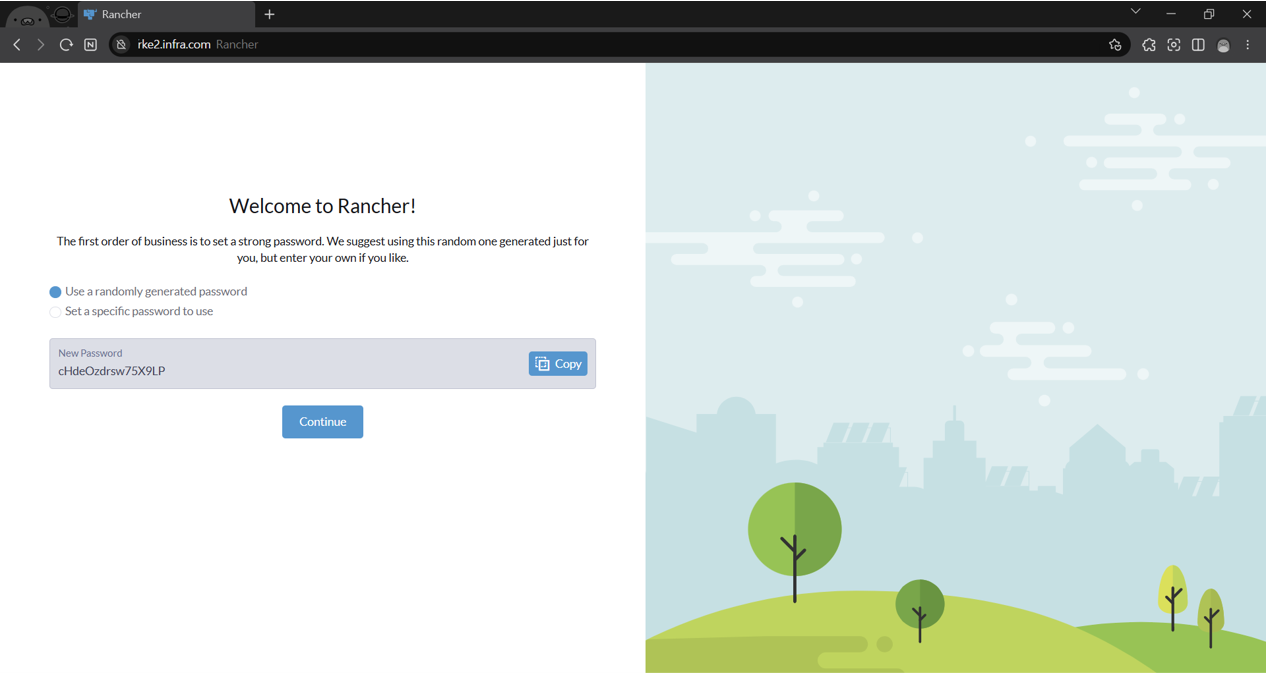 Rancher
N
rke2.infra.com Rancher
Welcome to Rancher!
The first order of business is to set a strong password. We suggest using this random one generated just for
you, but enter your own if you like.
Use a randomly generated password
Set a specific password to use
New Password
cHdeOzdrsw75X9LP
Copy
Continue